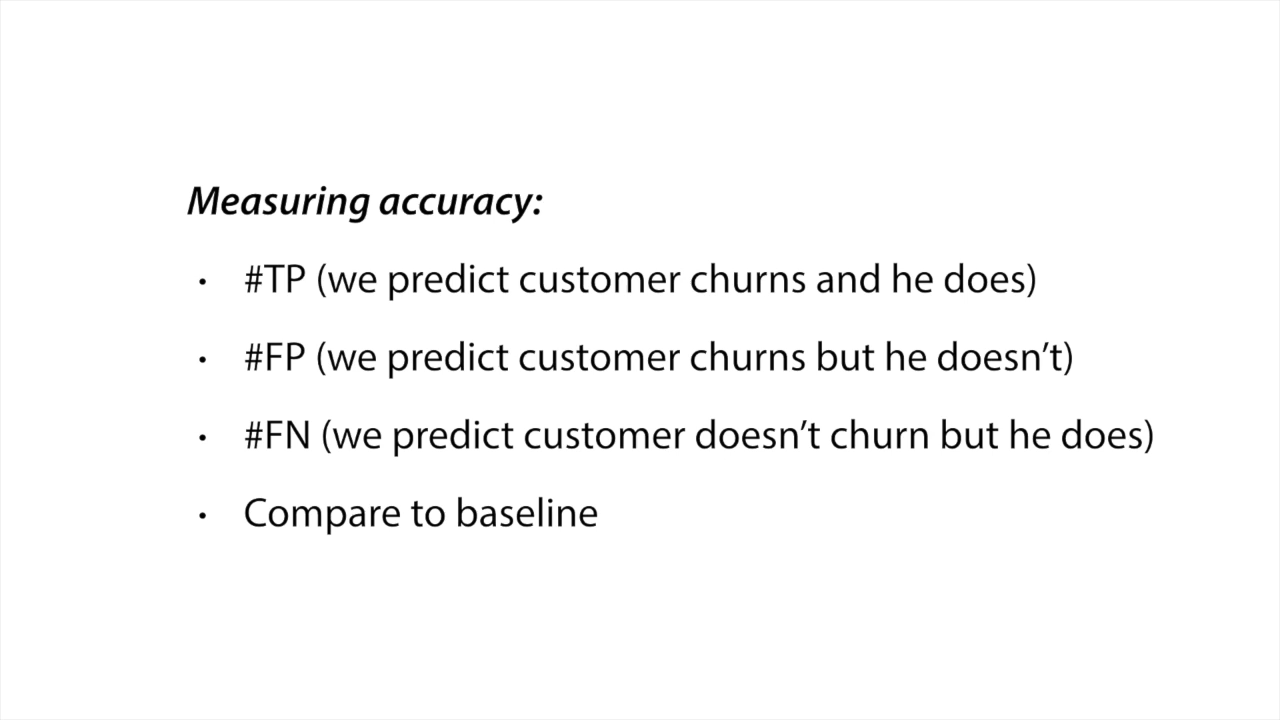 Measuring accuracy:
• #TP (we predict customer churns and he does)
• #FP (we predict customer churns but he doesn’t)
• #FN (we predict customer doesn’t churn but he does)
• Compare to baseline